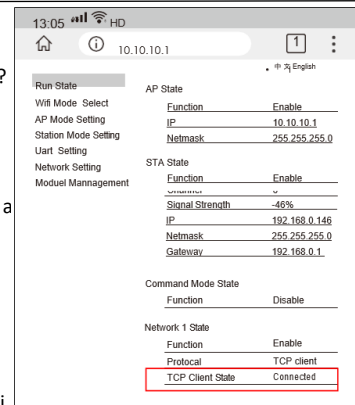 13:05 HD
10.10.10.1 1
中文 English
?
Run State
Wifi Mode Select
AP Mode Setting
Station Mode Setting
Uart Setting
Network Setting
Moduel Mannagement
a
i
AP State
Function Enable
IP 10.10.10.1
Netmask 255.255.255.0
STA State
Function Enable
Signal Strength -46%
IP 192.168.0.146
Netmask 255.255.255.0
Gateway 192.168.0.1
Command Mode State
Function Disable
Network 1 State
Function Enable
Protocal TCP client
TCP Client State Connected